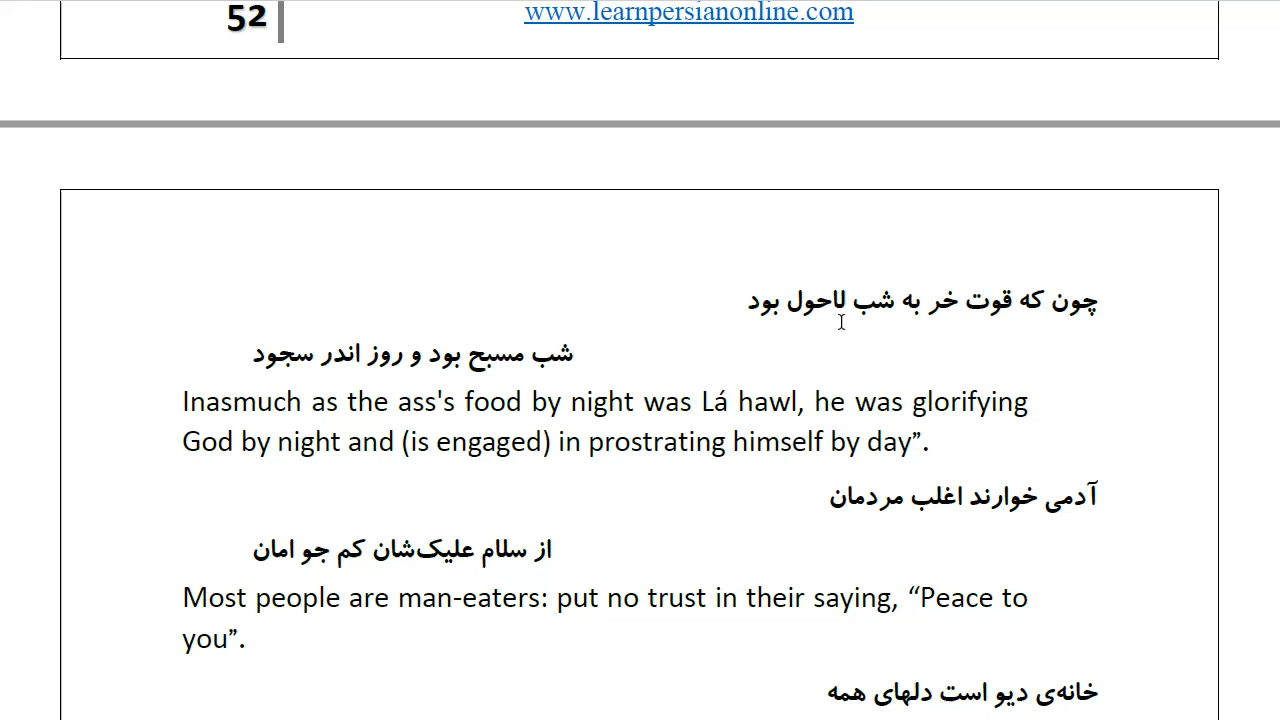 52
www.learnpersianonline.com
چون که قوت خر به شب لاحول بود
شب مسبح بود و روز اندر سجود
Inasmuch as the ass's food by night was Lá hawl, he was glorifying
God by night and (is engaged) in prostrating himself by day”.
آدمی خوارند اغلب مردمان
از سلام علیک‌شان کم جو امان
Most people are man-eaters: put no trust in their saying, “Peace to
you”.
خانه‌ی دیو است دلهای همه